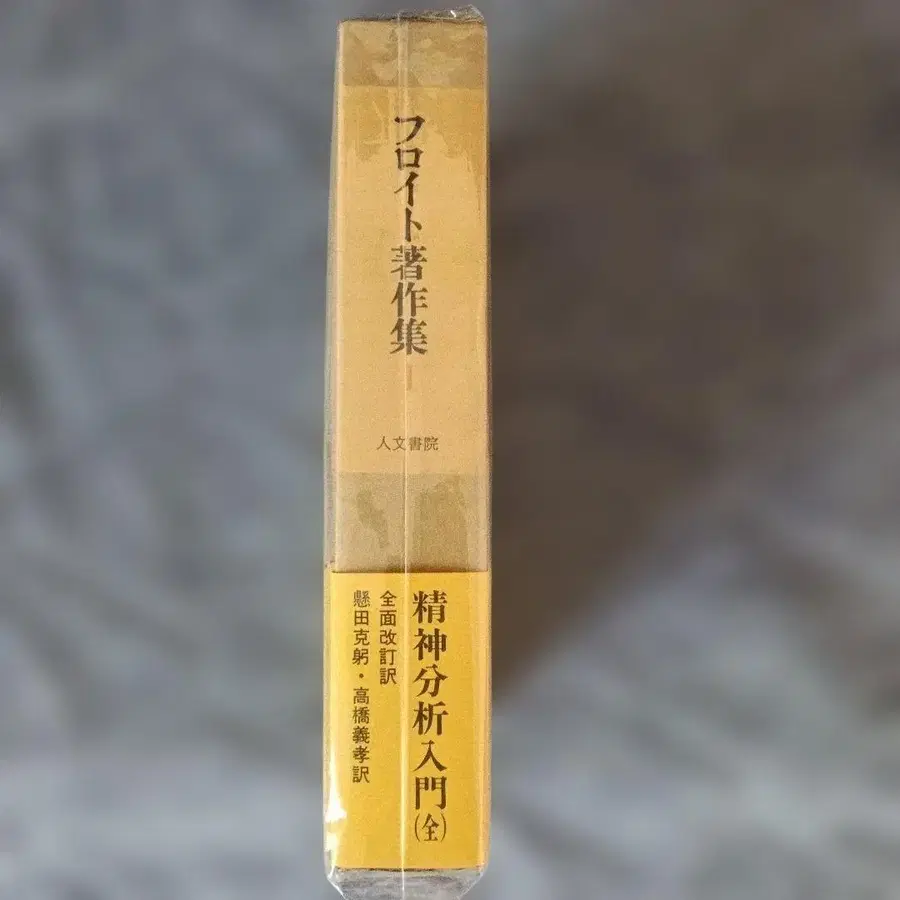 フロイト著作集 1
人文書院
精神分析入門(全)
全面改訂訳
懸田克躬・高橋義孝訳